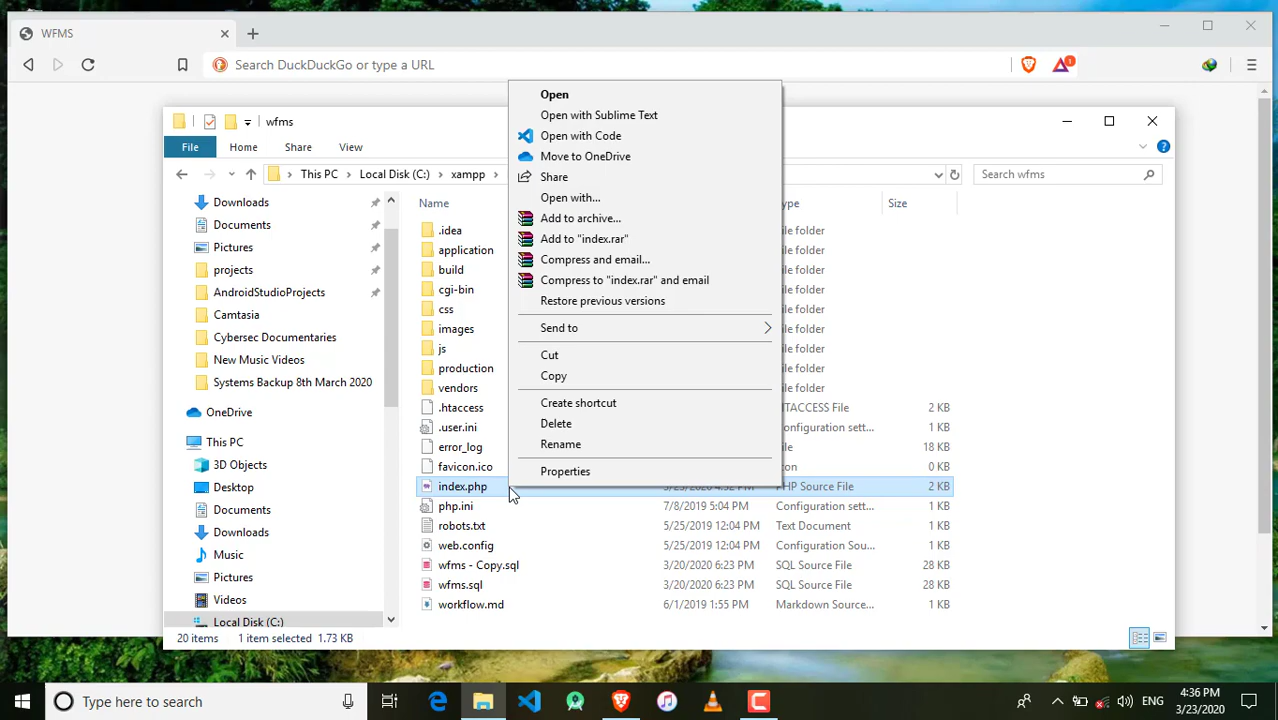 WFMS
Search DuckDuckGo or type a URL
1
wfms
File Home Share View
This PC Local Disk (C:) xampp
Search wfms
Downloads
Documents
Pictures
projects
AndroidStudioProjects
Camtasia
Cybersec Documentaries
New Music Videos
Systems Backup 8th March 2020
OneDrive
This PC
3D Objects
Desktop
Documents
Downloads
Music
Pictures
Videos
Local Disk (C:)
Name
Size
.idea
application
build
cgi-bin
css
images
js
production
vendors
.htaccess HTACCESS File 2 KB
.user.ini Configuration sett... 1 KB
error_log 18 KB
favicon.ico 1 KB
index.php PHP Source File 2 KB
php.ini 7/8/2019 5:04 PM Configuration sett... 1 KB
robots.txt 5/25/2019 12:04 PM Text Document 1 KB
web.config 5/25/2019 12:04 PM Configuration Sou... 1 KB
wfms - Copy.sql 3/20/2020 6:23 PM SQL Source File 28 KB
wfms.sql 3/20/2020 6:23 PM SQL Source File 28 KB
workflow.md 6/1/2019 1:55 PM Markdown Source... 1 KB
Open
Open with Sublime Text
Open with Code
Move to OneDrive
Share
Open with...
Add to archive...
Add to "index.rar"
Compress and email...
Compress to "index.rar" and email
Restore previous versions
Send to
Cut
Copy
Create shortcut
Delete
Rename
Properties
20 items 1 item selected 1.73 KB
Type here to search
ENG
4:36 PM
3/23/2020